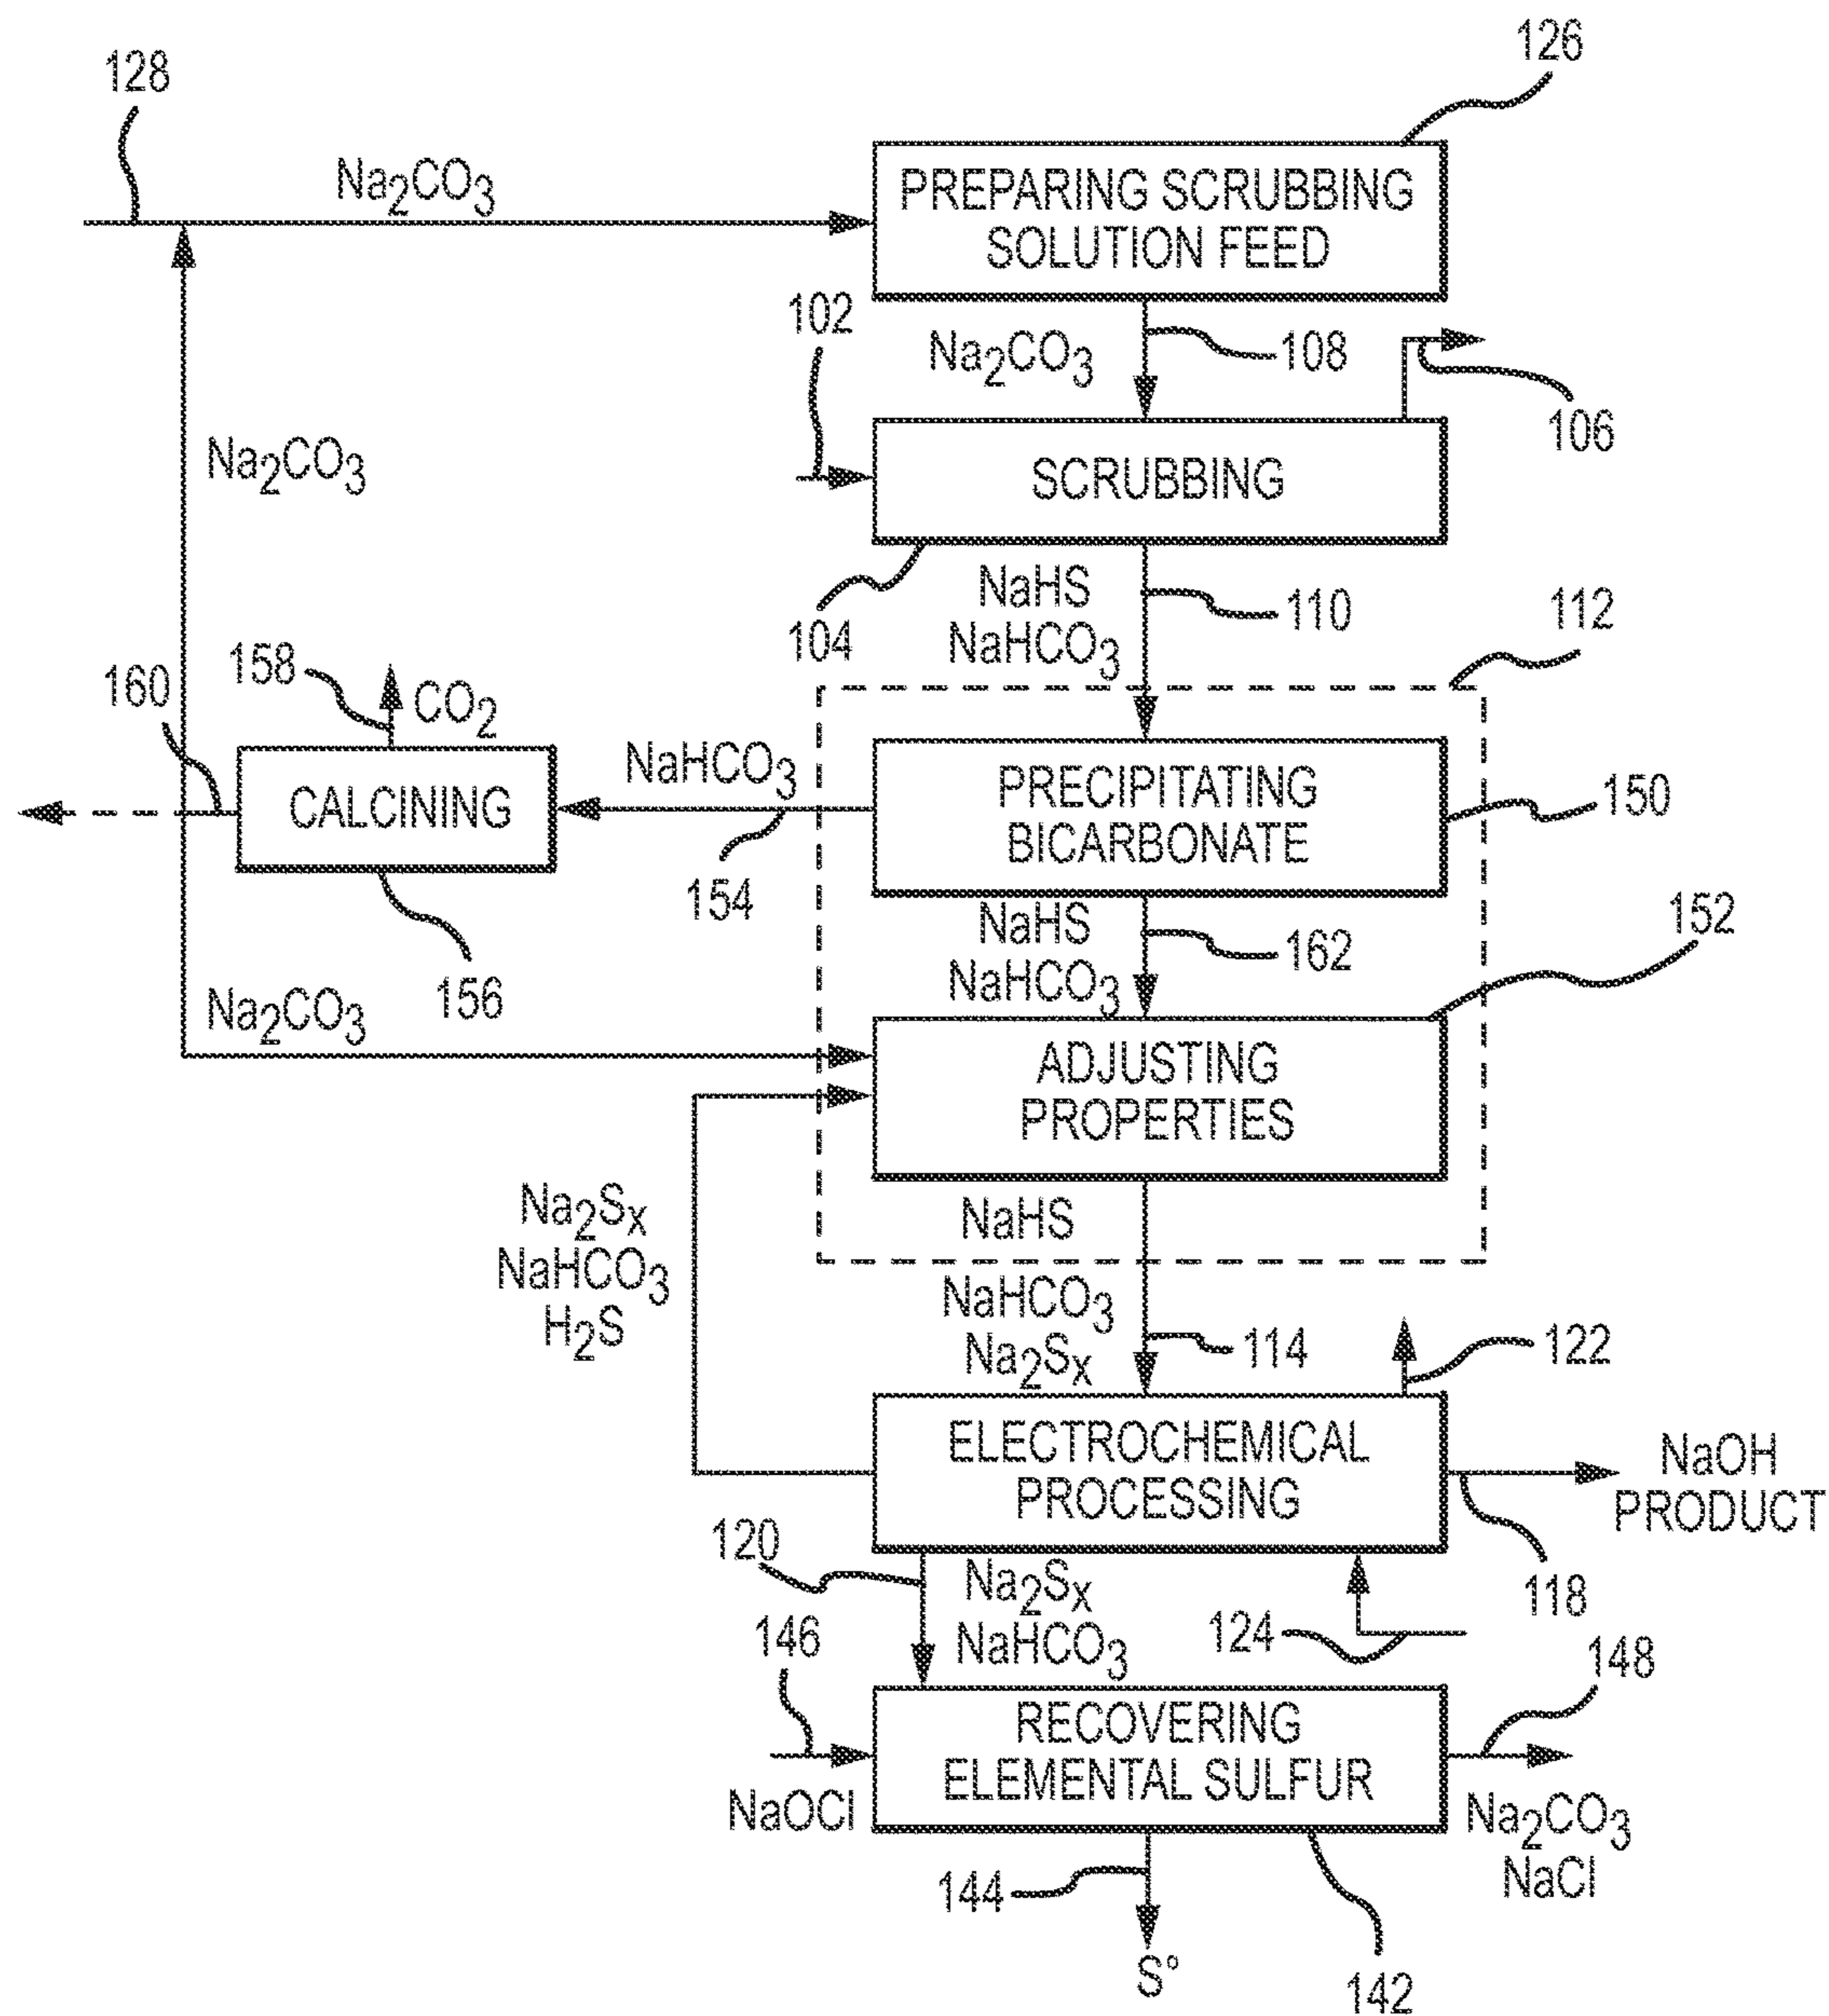 128
126
Na2CO3
PREPARING SCRUBBING
SOLUTION FEED
102
Na2CO3
108
106
Na2CO3
SCRUBBING
104
NaHS
NaHCO3
110
112
158
160
CO2
NaHCO3
CALCINING
PRECIPITATING
BICARBONATE
150
154
156
NaHS
NaHCO3
162
152
Na2CO3
ADJUSTING
PROPERTIES
Na2Sx
NaHCO3
H2S
NaHS
NaHCO3
Na2Sx
114
122
ELECTROCHEMICAL
PROCESSING
NaOH
PRODUCT
120
Na2Sx
NaHCO3
124
118
146
148
RECOVERING
ELEMENTAL SULFUR
NaOCl
Na2CO3
NaCl
144
S°
142